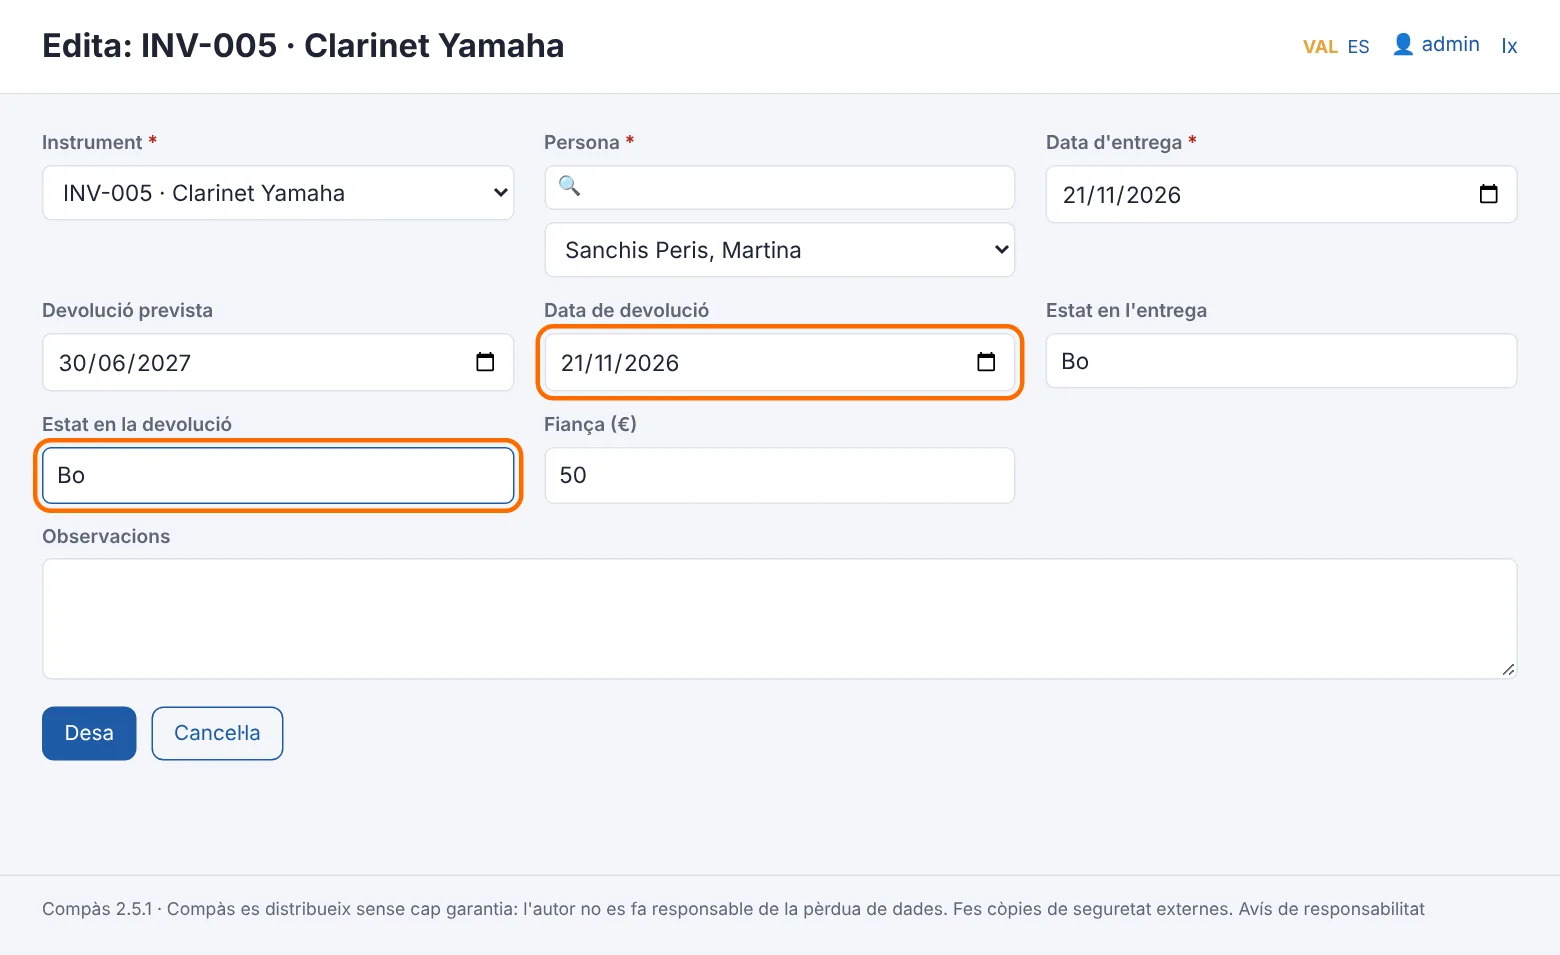 Edita: INV-005 · Clarinet Yamaha
VAL ES admin Ix
Instrument *
INV-005 · Clarinet Yamaha
Persona *
Sanchis Peris, Martina
Data d'entrega *
21/11/2026
Devolució prevista
30/06/2027
Data de devolució
21/11/2026
Estat en l'entrega
Bo
Estat en la devolució
Bo
Fiança (€)
50
Observacions
Desa Cancel·la
Compàs 2.5.1 · Compàs es distribueix sense cap garantia: l'autor no es fa responsable de la pèrdua de dades. Fes còpies de seguretat externes. Avís de responsabilitat